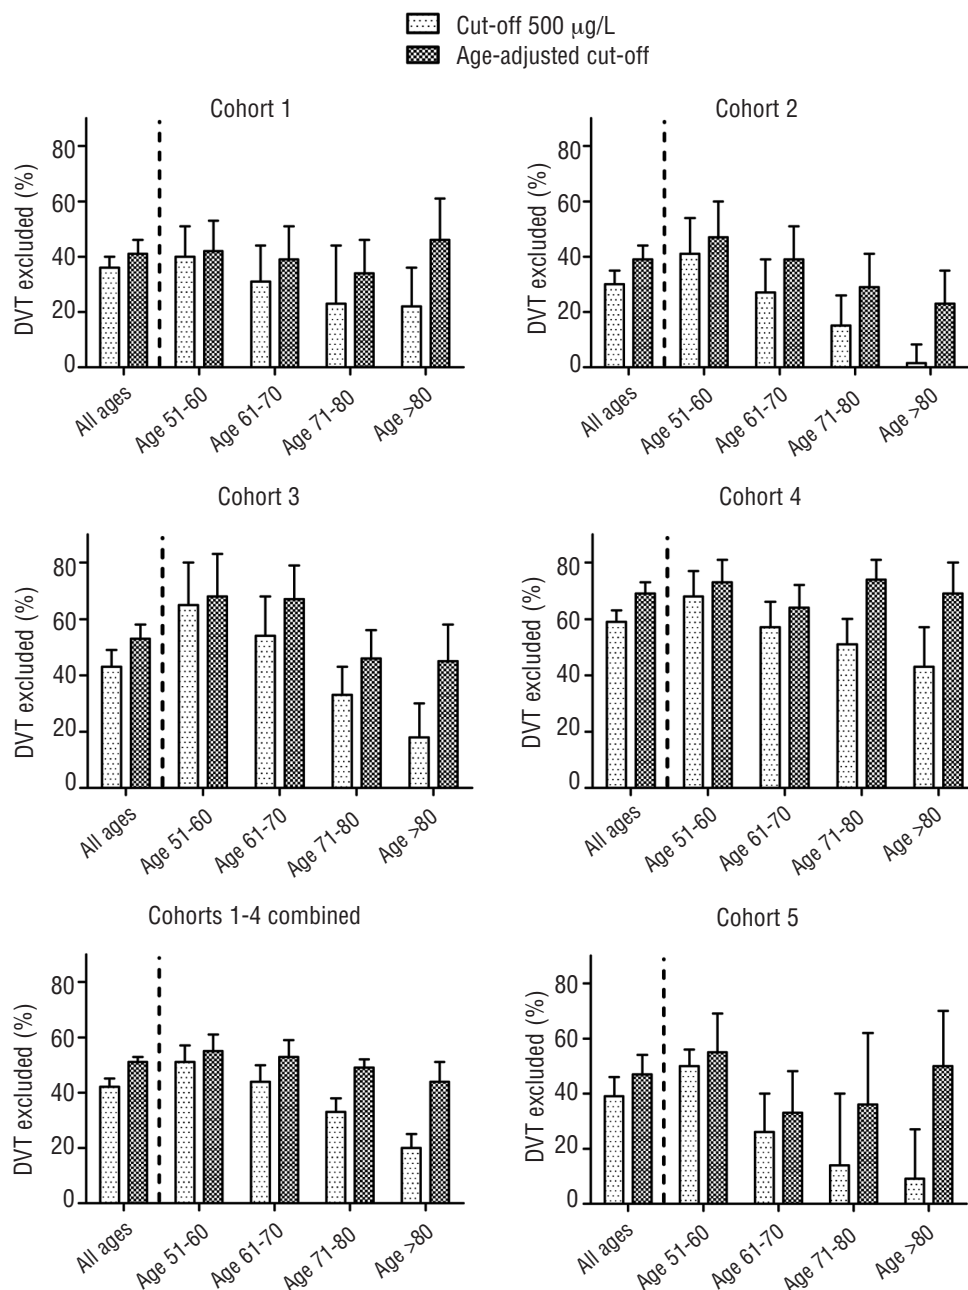 Cut-off 500 µg/L
Age-adjusted cut-off
Cohort 1
DVT excluded (%)
80
60
40
20
0
All ages
Age 51-60
Age 61-70
Age 71-80
Age >80
Cohort 2
DVT excluded (%)
80
60
40
20
0
All ages
Age 51-60
Age 61-70
Age 71-80
Age >80
Cohort 3
DVT excluded (%)
80
60
40
20
0
All ages
Age 51-60
Age 61-70
Age 71-80
Age >80
Cohort 4
DVT excluded (%)
80
60
40
20
0
All ages
Age 51-60
Age 61-70
Age 71-80
Age >80
Cohorts 1-4 combined
DVT excluded (%)
80
60
40
20
0
All ages
Age 51-60
Age 61-70
Age 71-80
Age >80
Cohort 5
DVT excluded (%)
80
60
40
20
0
All ages
Age 51-60
Age 61-70
Age 71-80
Age >80